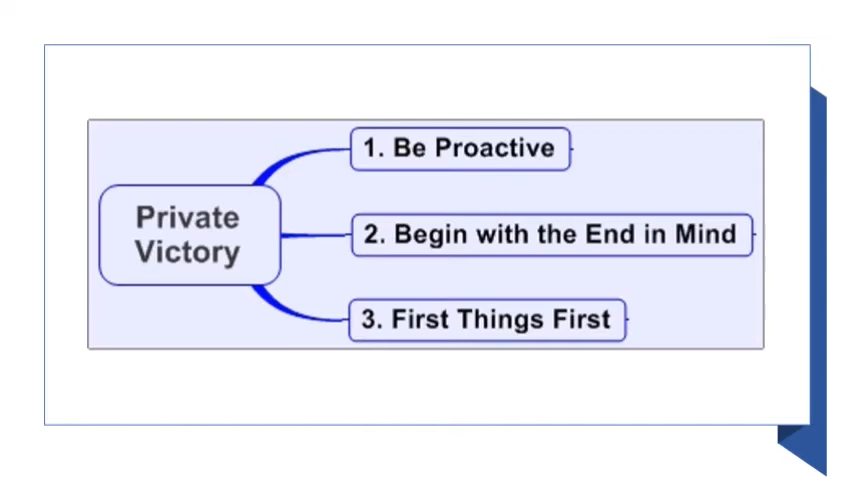 Private
Victory
1. Be Proactive
2. Begin with the End in Mind
3. First Things First